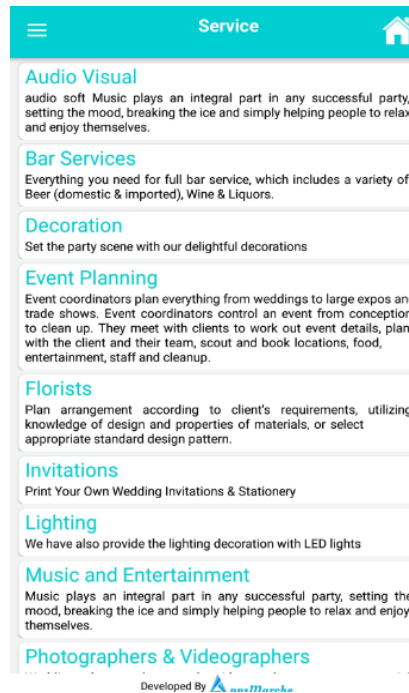 Service
Audio Visual
audio soft Music plays an integral part in any successful party,
setting the mood, breaking the ice and simply helping people to relax
and enjoy themselves.
Bar Services
Everything you need for full bar service, which includes a variety of
Beer (domestic & imported), Wine & Liquors.
Decoration
Set the party scene with our delightful decorations
Event Planning
Event coordinators plan everything from weddings to large expos an
trade shows. Event coordinators control an event from conception
to clean up. They meet with clients to work out event details, plan
with the client and their team, scout and book locations, food,
entertainment, staff and cleanup.
Florists
Plan arrangement according to client's requirements, utilizing
knowledge of design and properties of materials, or select
appropriate standard design pattern.
Invitations
Print Your Own Wedding Invitations & Stationery
Lighting
We have also provide the lighting decoration with LED lights
Music and Entertainment
Music plays an integral part in any successful party, setting the
mood, breaking the ice and simply helping people to relax and enjoy
themselves.
Photographers & Videographers
Developed By appsMarche